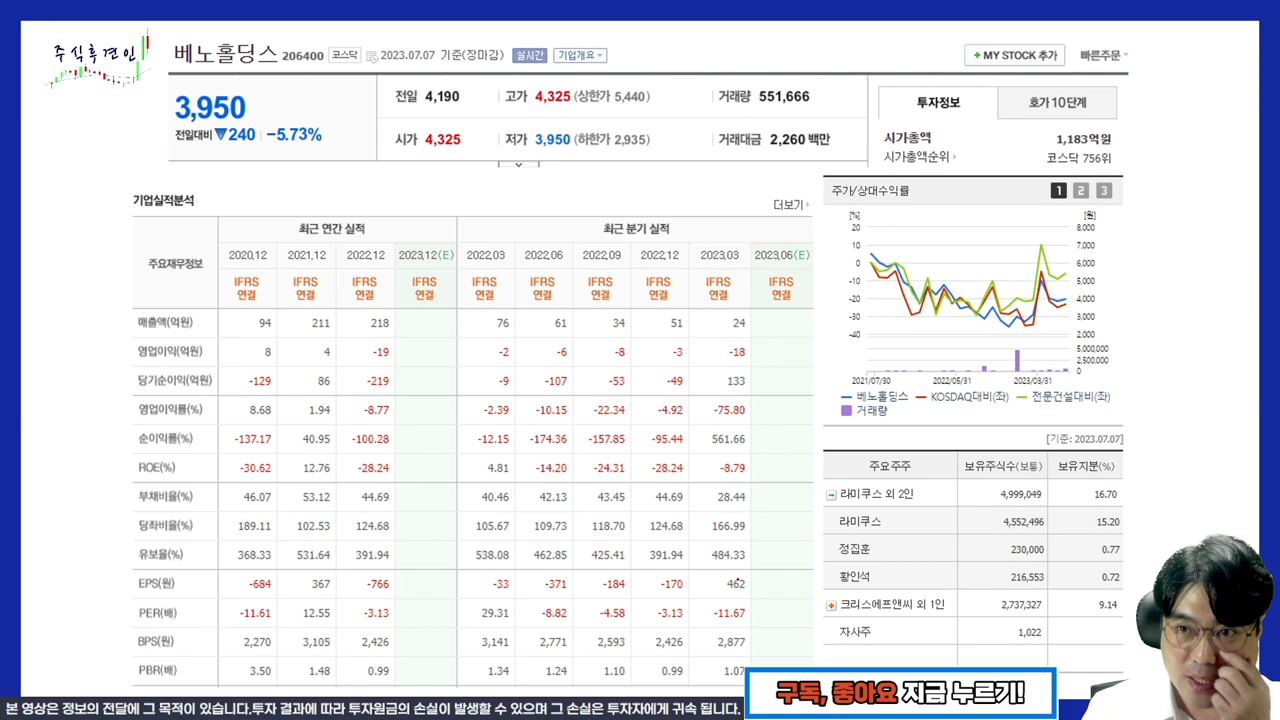 주식후견인
베노홀딩스 206400 코스닥 2023.07.07 기준(장마감) 실시간 기업개요
+ MY STOCK 추가 빠른주문
3,950
전일대비 ▼240 -5.73%
전일 4,190 고가 4,325 (상한가 5,440) 거래량 551,666
시가 4,325 저가 3,950 (하한가 2,935) 거래대금 2,260 백만
투자정보 호가 10단계
시가총액 1,183억원
시가총액순위 코스닥 756위
기업실적분석 더보기
주요재무정보 최근 연간 실적 최근 분기 실적
2020.12 2021.12 2022.12 2023.12(E) 2022.03 2022.06 2022.09 2022.12 2023.03 2023.06(E)
IFRS IFRS IFRS IFRS IFRS IFRS IFRS IFRS IFRS IFRS
연결 연결 연결 연결 연결 연결 연결 연결 연결 연결
매출액(억원) 94 211 218 76 61 34 51 24
영업이익(억원) 8 4 -19 -2 -6 -8 -3 -18
당기순이익(억원) -129 86 -219 -9 -107 -53 -49 133
영업이익률(%) 8.68 1.94 -8.77 -2.39 -10.15 -22.34 -4.92 -75.80
순이익률(%) -137.17 40.95 -100.28 -12.15 -174.36 -157.85 -95.44 561.66
ROE(%) -30.62 12.76 -28.24 4.81 -14.20 -24.31 -28.24 -8.79
부채비율(%) 46.07 53.12 44.69 40.46 42.13 43.45 44.69 28.44
당좌비율(%) 189.11 102.53 124.68 105.67 109.73 118.70 124.68 166.99
유보율(%) 368.33 531.64 391.94 538.08 462.85 425.41 391.94 484.33
EPS(원) -684 367 -766 -33 -371 -184 -170 462
PER(배) -11.61 12.55 -3.13 29.31 -8.82 -4.58 -3.13 -11.67
BPS(원) 2,270 3,105 2,426 3,141 2,771 2,593 2,426 2,877
PBR(배) 3.50 1.48 0.99 1.34 1.24 1.10 0.99 1.07
주가/상대수익률 1 2 3
[%] [원]
20 8,000
10 7,000
0 6,000
-10 5,000
-20 4,000
-30 3,000
-40 2,000
5,000,000
2,500,000
0
2021/07/30 2022/05/31 2023/03/31
베노홀딩스 KOSDAQ대비(좌) 전문건설대비(좌)
거래량
[기준: 2023.07.07]
주요주주 보유주식수(보통) 보유지분(%)
라미쿠스 외 2인 4,999,049 16.70
라미쿠스 4,552,496 15.20
정집훈 230,000 0.77
황인석 216,553 0.72
크리스에프앤씨 외 1인 2,737,327 9.14
자사주 1,022
구독, 좋아요 지금 누르기!
본 영상은 정보의 전달에 그 목적이 있습니다.투자 결과에 따라 투자원금의 손실이 발생할 수 있으며 그 손실은 투자자에게 귀속 됩니다.